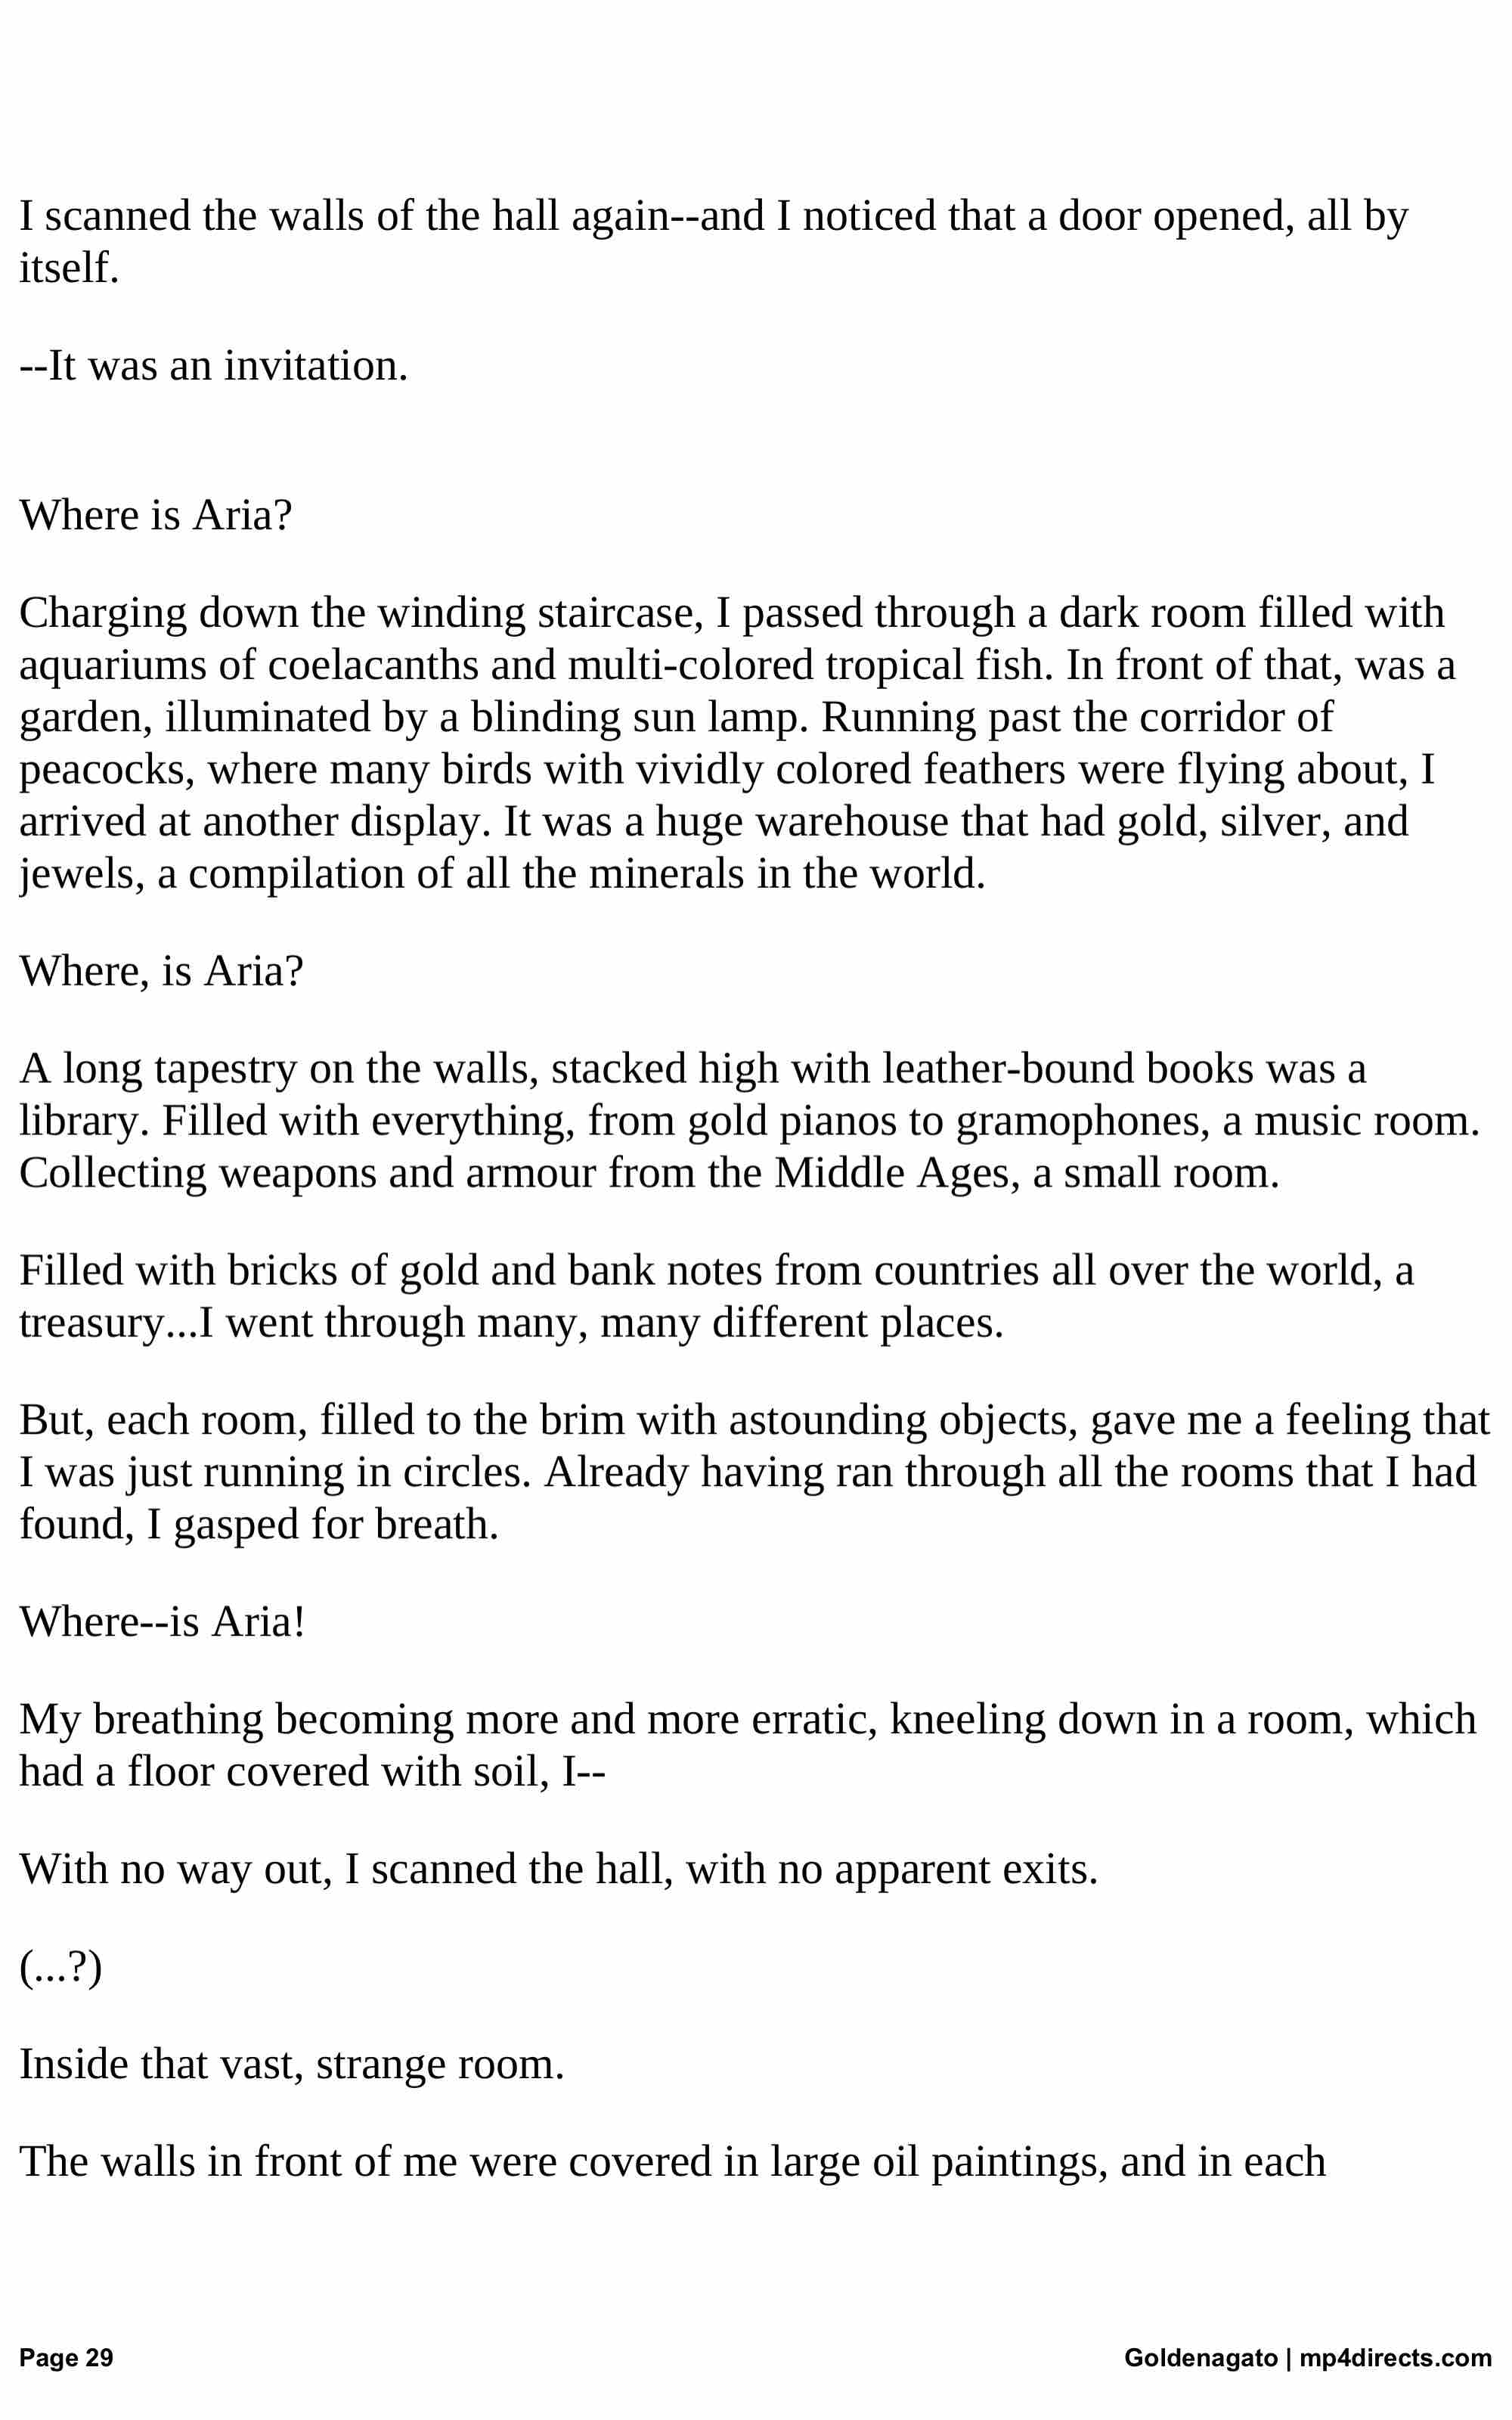 I scanned the walls of the hall again--and I noticed that a door opened, all by
itself.
--It was an invitation.
Where is Aria?
Charging down the winding staircase, I passed through a dark room filled with
aquariums of coelacanths and multi-colored tropical fish. In front of that, was a
garden, illuminated by a blinding sun lamp. Running past the corridor of
peacocks, where many birds with vividly colored feathers were flying about, I
arrived at another display. It was a huge warehouse that had gold, silver, and
jewels, a compilation of all the minerals in the world.
Where, is Aria?
A long tapestry on the walls, stacked high with leather-bound books was a
library. Filled with everything, from gold pianos to gramophones, a music room.
Collecting weapons and armour from the Middle Ages, a small room.
Filled with bricks of gold and bank notes from countries all over the world, a
treasury...I went through many, many different places.
But, each room, filled to the brim with astounding objects, gave me a feeling that
I was just running in circles. Already having ran through all the rooms that I had
found, I gasped for breath.
Where--is Aria!
My breathing becoming more and more erratic, kneeling down in a room, which
had a floor covered with soil, I--
With no way out, I scanned the hall, with no apparent exits.
(...?)
Inside that vast, strange room.
The walls in front of me were covered in large oil paintings, and in each
Page 29
Goldenagato | mp4directs.com